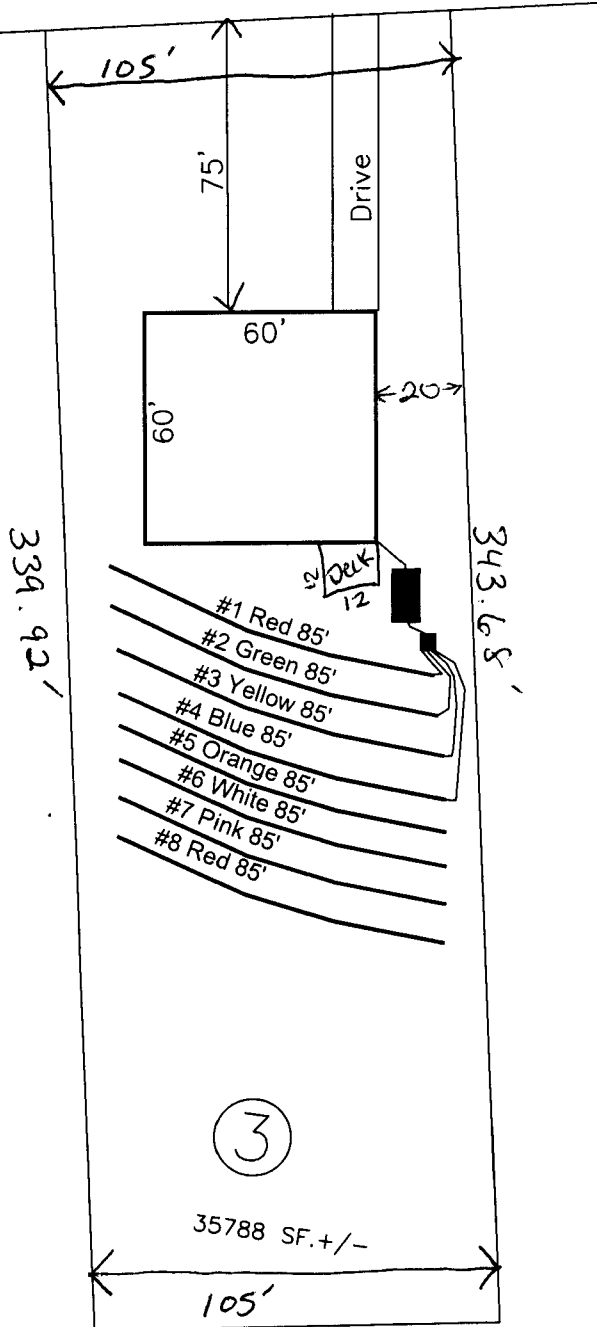 105'
75'
Drive
60'
60'
20
Deck
12
12
339.92'
343.68'
#1 Red 85'
#2 Green 85'
#3 Yellow 85'
#4 Blue 85'
#5 Orange 85'
#6 White 85'
#7 Pink 85'
#8 Red 85'
3
35788 SF.+/-
105'